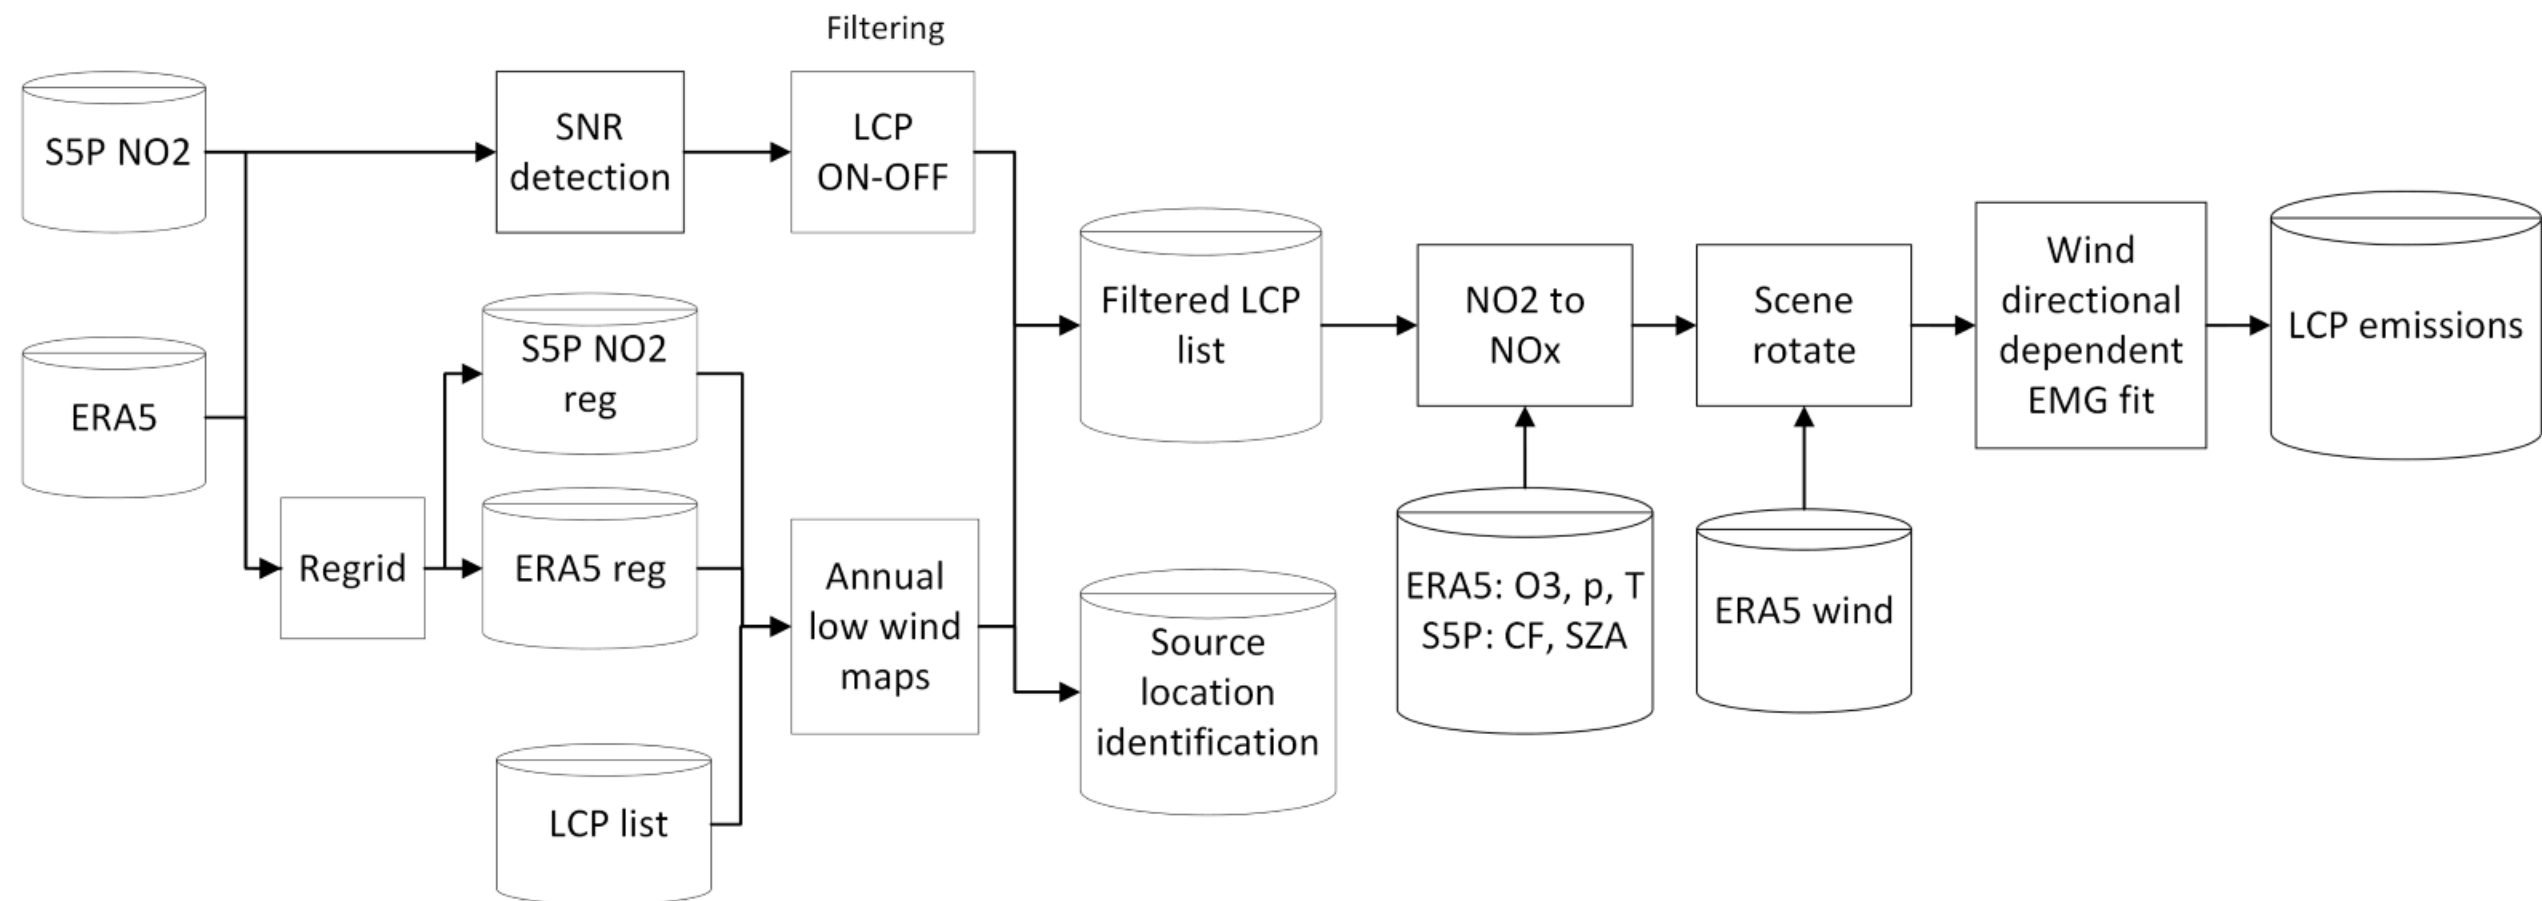 Filtering
S5P NO2
SNR
detection
LCP
ON-OFF
ERA5
S5P NO2
reg
Regrid
ERA5 reg
LCP list
Annual
low wind
maps
Filtered LCP
list
Source
location
identification
NO2 to
NOx
ERA5: O3, p, T
S5P: CF, SZA
Scene
rotate
ERA5 wind
Wind
directional
dependent
EMG fit
LCP emissions